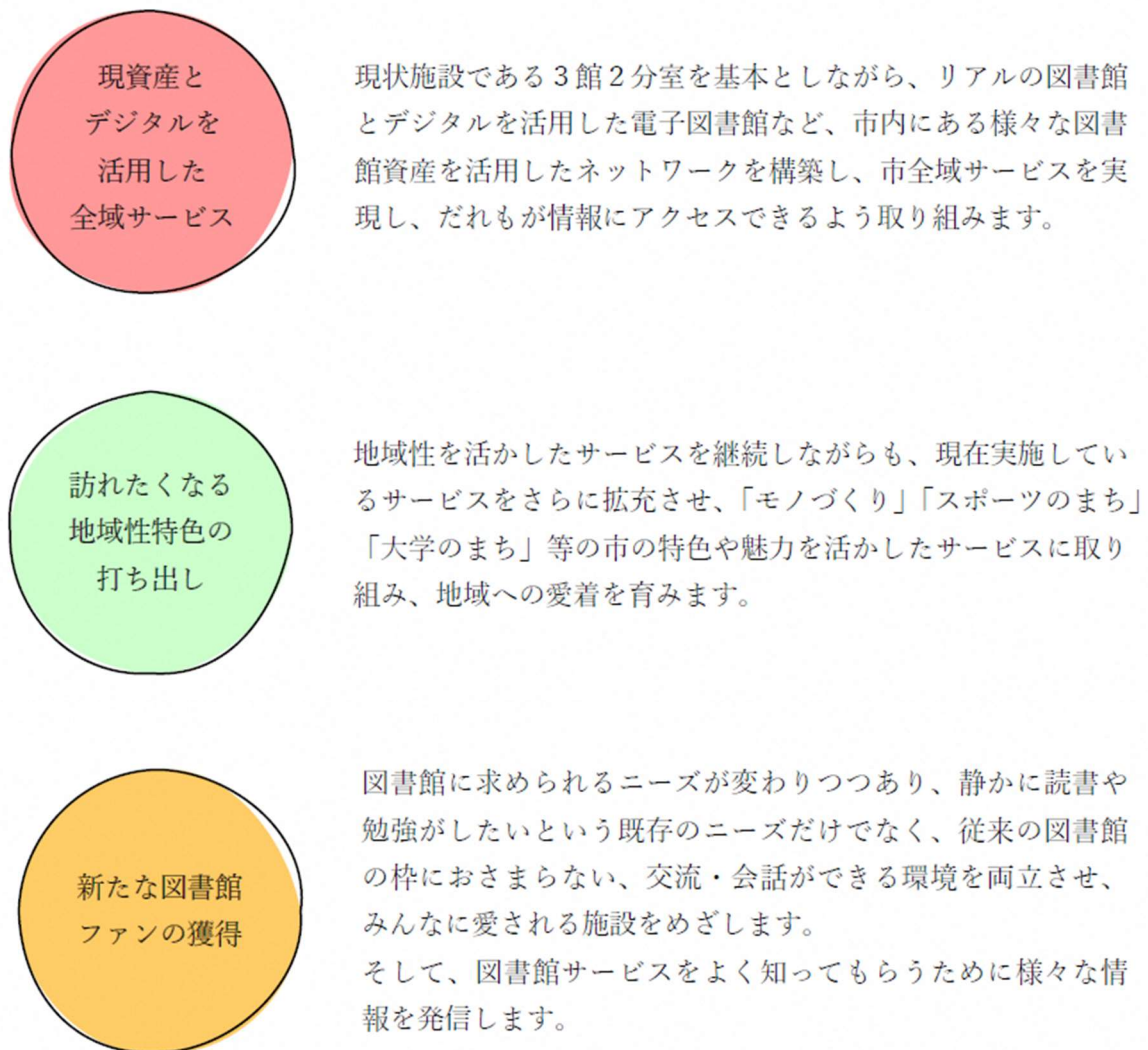 現資産と
デジタルを
活用した
全域サービス
現状施設である３館２分室を基本としながら、リアルの図書館
とデジタルを活用した電子図書館など、市内にある様々な図書
館資産を活用したネットワークを構築し、市全域サービスを実
現し、だれもが情報にアクセスできるよう取り組みます。
訪れたくなる
地域性特色の
打ち出し
地域性を活かしたサービスを継続しながらも、現在実施してい
るサービスをさらに拡充させ、「モノづくり」「スポーツのまち」
「大学のまち」等の市の特色や魅力を活かしたサービスに取り
組み、地域への愛着を育みます。
新たな図書館
ファンの獲得
図書館に求められるニーズが変わりつつあり、静かに読書や
勉強がしたいという既存のニーズだけでなく、従来の図書館
の枠におさまらない、交流・会話ができる環境を両立させ、
みんなに愛される施設をめざします。
そして、図書館サービスをよく知ってもらうために様々な情
報を発信します。